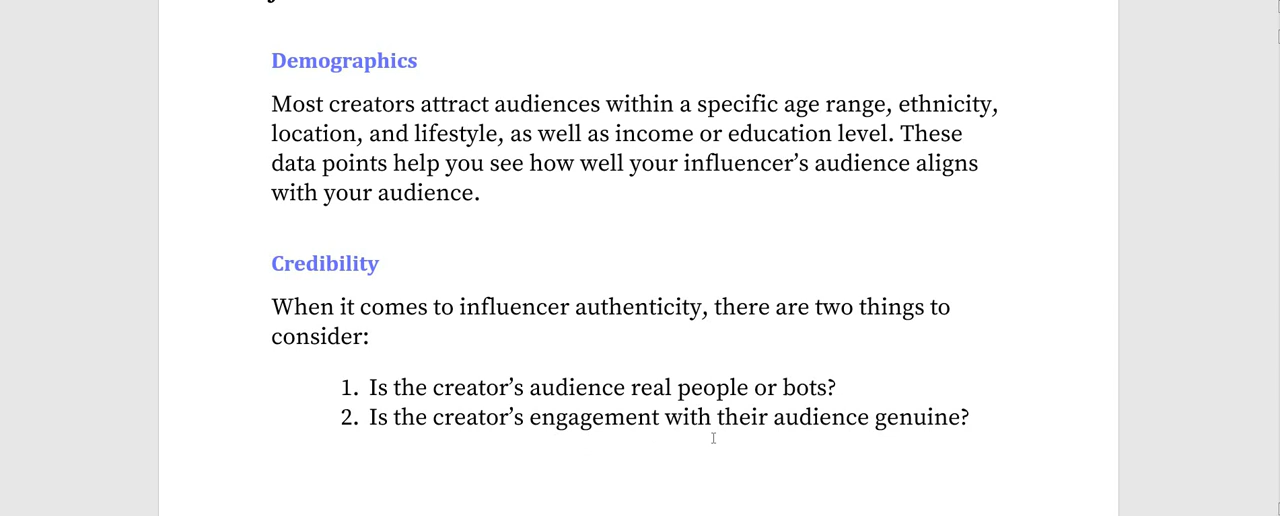 Demographics
Most creators attract audiences within a specific age range, ethnicity,
location, and lifestyle, as well as income or education level. These
data points help you see how well your influencer’s audience aligns
with your audience.
Credibility
When it comes to influencer authenticity, there are two things to
consider:
1. Is the creator’s audience real people or bots?
2. Is the creator’s engagement with their audience genuine?